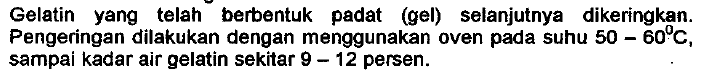 Gelatin yang telah berbentuk padat (gel) selanjutnya dikeringkan.
Pengeringan dilakukan dengan menggunakan oven pada suhu 50 – 60⁰C,
sampai kadar air gelatin sekitar 9 – 12 persen.